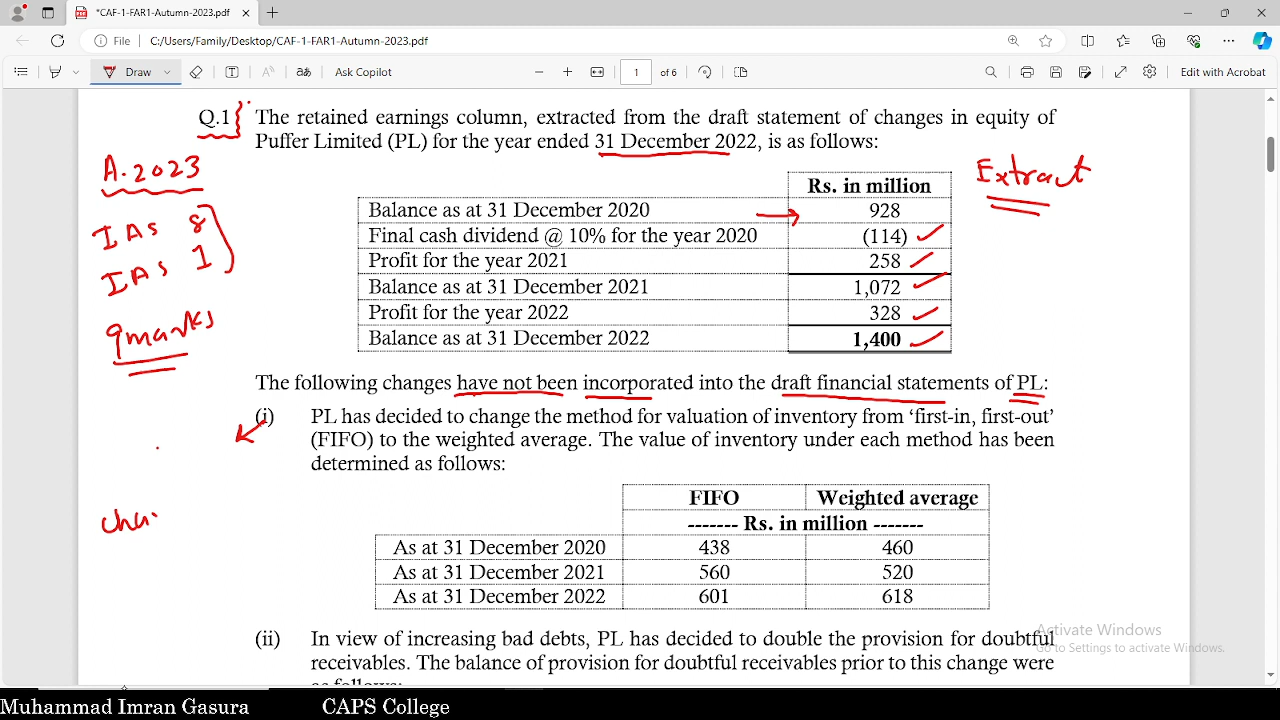 *CAF-1-FAR1-Autumn-2023.pdf
File C:/Users/Family/Desktop/CAF-1-FAR1-Autumn-2023.pdf
Draw Ask Copilot 1 of 6 Edit with Acrobat
Q.1 The retained earnings column, extracted from the draft statement of changes in equity of
Puffer Limited (PL) for the year ended 31 December 2022, is as follows:
A.2023
Extract
Rs. in million
Balance as at 31 December 2020 928
Final cash dividend @ 10% for the year 2020 (114)
IAS 8
Profit for the year 2021 258
IAS 1
Balance as at 31 December 2021 1,072
Profit for the year 2022 328
9marks
Balance as at 31 December 2022 1,400
The following changes have not been incorporated into the draft financial statements of PL:
(i) PL has decided to change the method for valuation of inventory from ‘first-in, first-out’
(FIFO) to the weighted average. The value of inventory under each method has been
determined as follows:
FIFO Weighted average
cha
------- Rs. in million -------
As at 31 December 2020 438 460
As at 31 December 2021 560 520
As at 31 December 2022 601 618
(ii) In view of increasing bad debts, PL has decided to double the provision for doubtful
receivables. The balance of provision for doubtful receivables prior to this change were
as follows:
Activate Windows
Go to Settings to activate Windows.
Muhammad Imran Gasura CAPS College